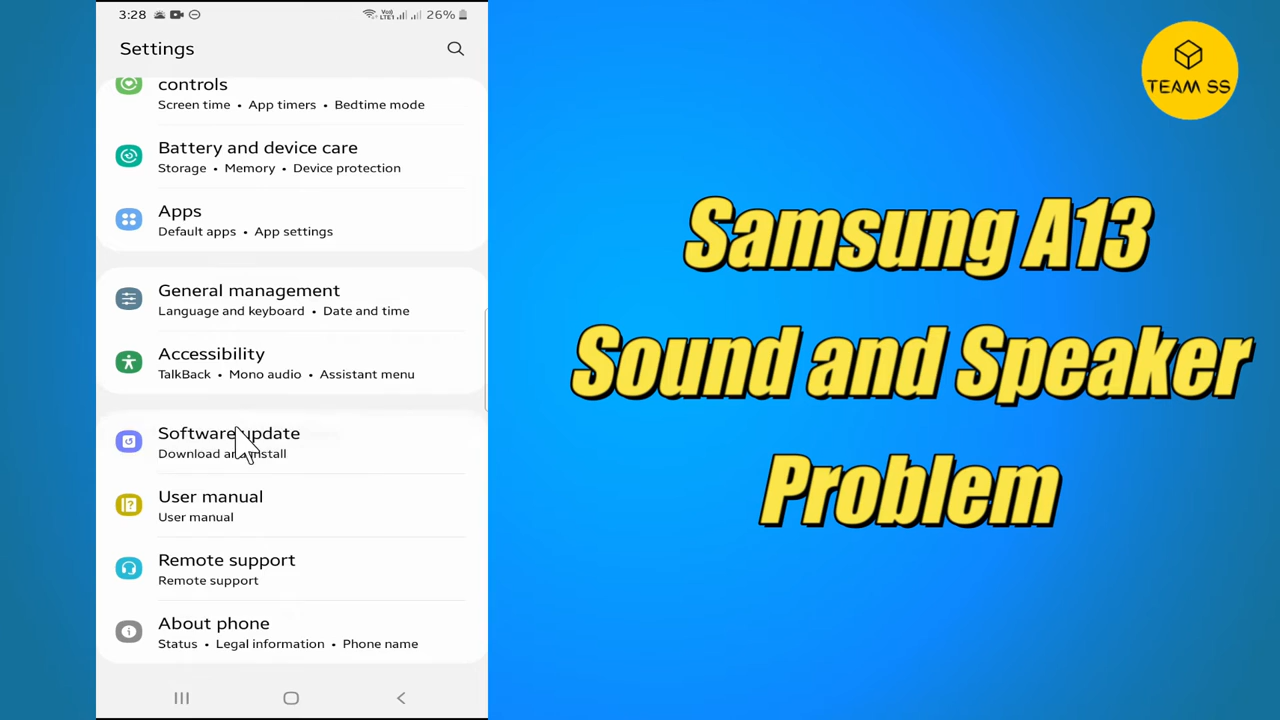 3:28 26%
Settings
controls
Screen time • App timers • Bedtime mode
Battery and device care
Storage • Memory • Device protection
Apps
Default apps • App settings
General management
Language and keyboard • Date and time
Accessibility
TalkBack • Mono audio • Assistant menu
Software update
Download and install
User manual
User manual
Remote support
Remote support
About phone
Status • Legal information • Phone name
TEAM SS
Samsung A13
Sound and Speaker
Problem